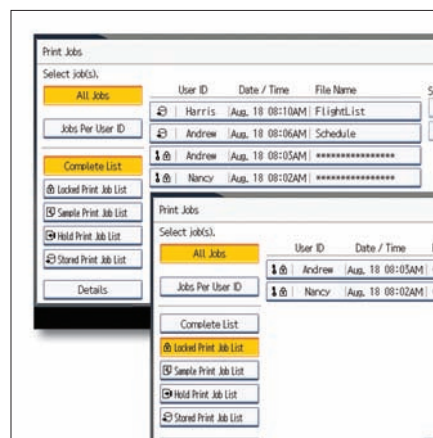 Print Jobs
Select job(s).
All Jobs
Jobs Per User ID
Complete List
Locked Print Job List
Sample Print Job List
Hold Print Job List
Stored Print Job List
Details
User ID Date / Time File Name
Harris Aug. 18 08:10AM FlightList
Andrew Aug. 18 08:06AM Schedule
Andrew Aug. 18 08:03AM ****************
Nancy Aug. 18 08:02AM ****************
Print Jobs
Select job(s).
All Jobs
Jobs Per User ID
Complete List
Locked Print Job List
Sample Print Job List
Hold Print Job List
Stored Print Job List
User ID Date / Time
Andrew Aug. 18 08:03AM
Nancy Aug. 18 08:02AM